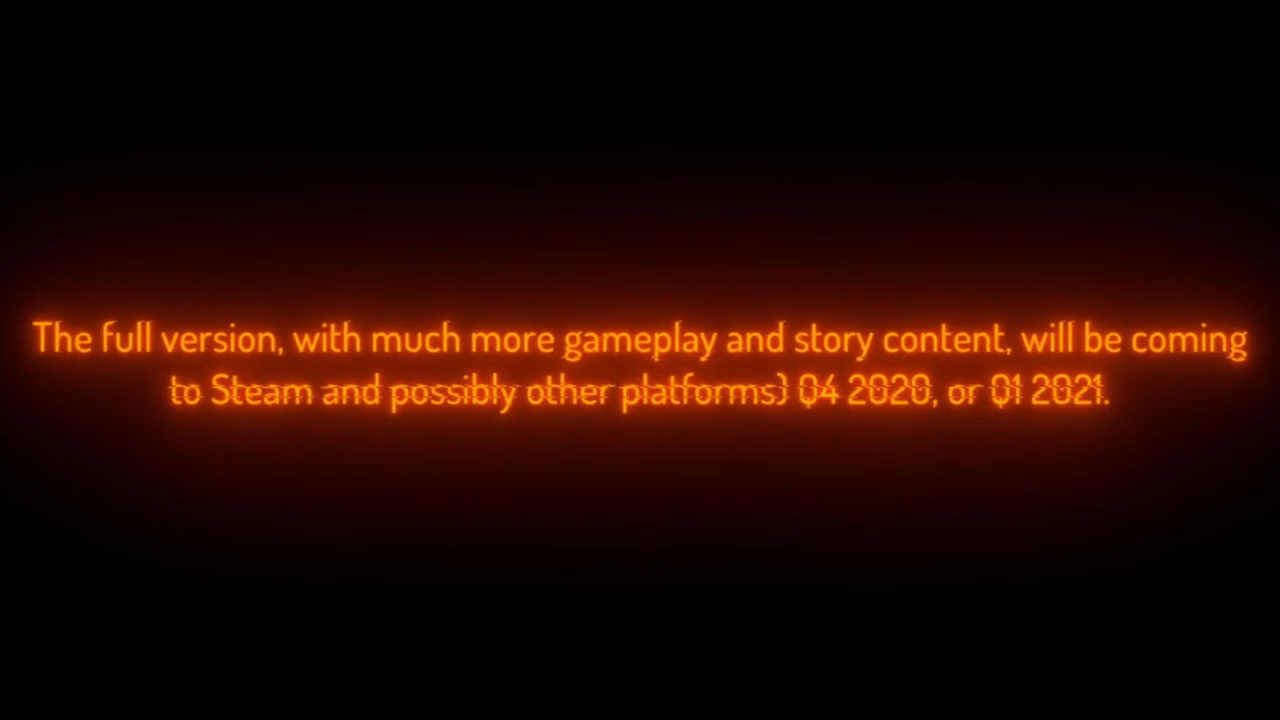 The full version, with much more gameplay and story content, will be coming
to Steam and possibly other platforms) Q4 2020, or Q1 2021.